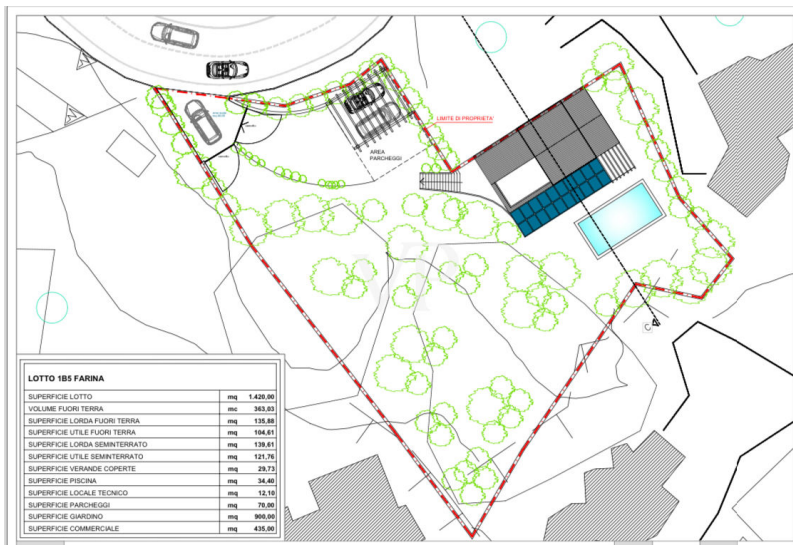 LIMITE DI PROPRIETA'
AREA
PARCHEGGI
C
VP
LOTTO 1B5 FARINA
SUPERFICIE LOTTO mq 1.420,00
VOLUME FUORI TERRA mc 363,03
SUPERFICIE LORDA FUORI TERRA mq 135,88
SUPERFICIE UTILE FUORI TERRA mq 104,61
SUPERFICIE LORDA SEMINTERRATO mq 139,61
SUPERFICIE UTILE SEMINTERRATO mq 121,76
SUPERFICIE VERANDE COPERTE mq 29,73
SUPERFICIE PISCINA mq 34,40
SUPERFICIE LOCALE TECNICO mq 12,10
SUPERFICIE PARCHEGGI mq 70,00
SUPERFICIE GIARDINO mq 900,00
SUPERFICIE COMMERCIALE mq 435,00